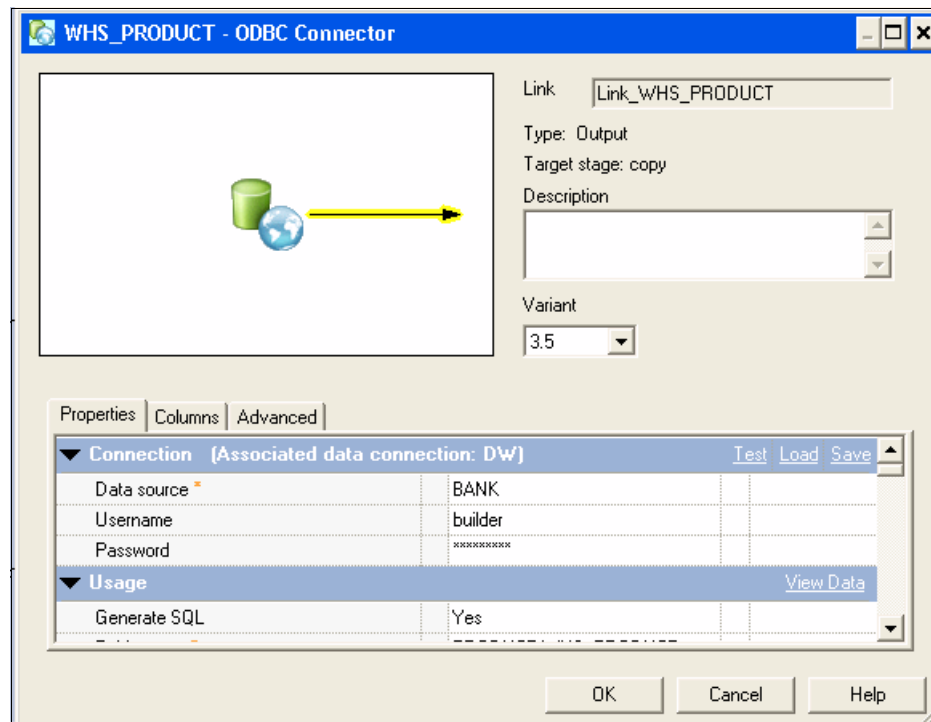 WHS_PRODUCT - ODBC Connector
Link
Link_WHS_PRODUCT
Type: Output
Target stage: copy
Description
Variant
3.5
Properties
Columns
Advanced
Connection (Associated data connection: DW)
Test Load Save
Data source *
BANK
Username
builder
Password
*********
Usage
View Data
Generate SQL
Yes
OK
Cancel
Help